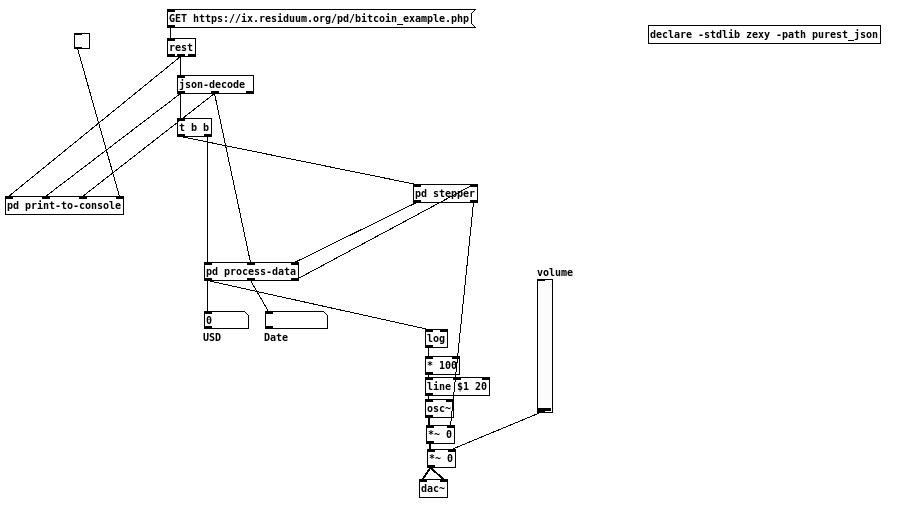 GET https://ix.residuum.org/pd/bitcoin_example.php
declare -stdlib zexy -path purest_json
rest
json-decode
t b b
pd stepper
pd print-to-console
pd process-data
volume
0
USD
Date
log
* 100
line $1 20
osc~
*~ 0
*~ 0
dac~